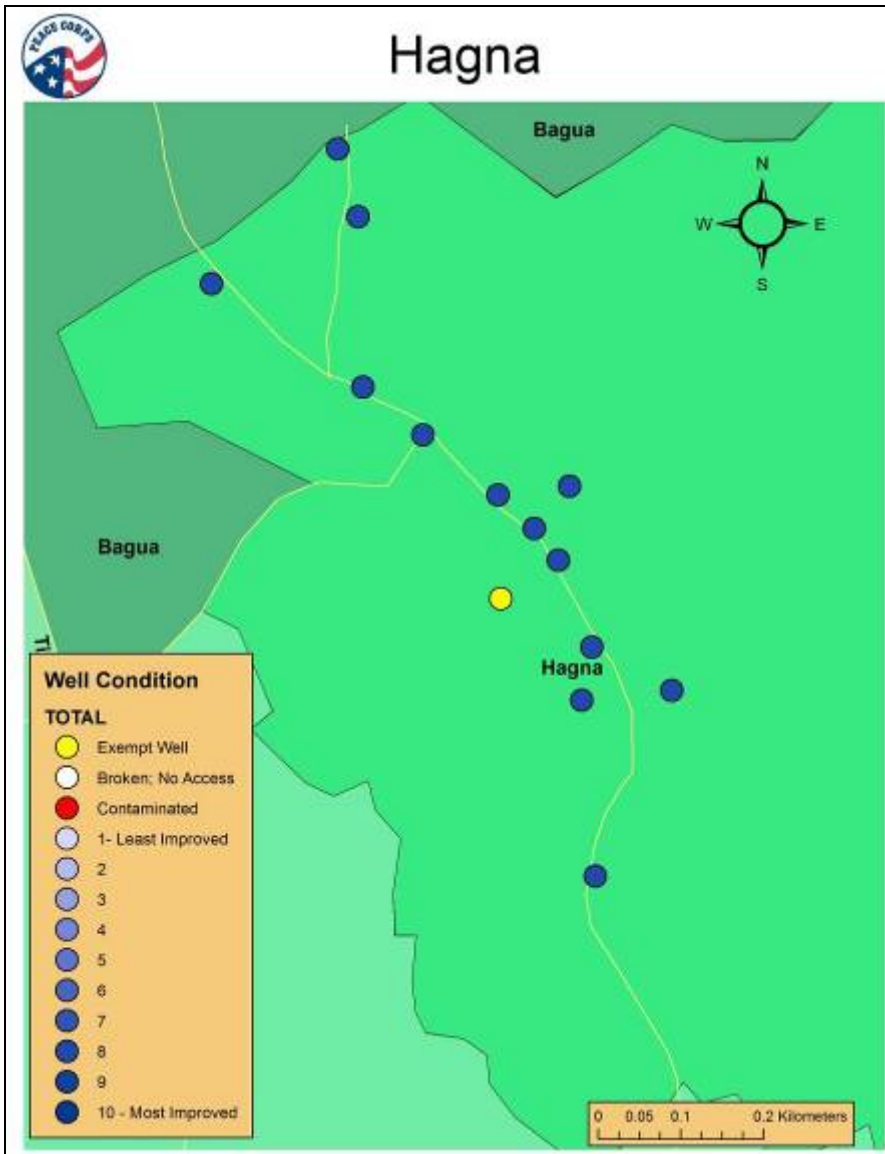 PEACE CORPS
Hagna
Bagua
N
W E
S
Bagua
Hagna
Well Condition
TOTAL
Exempt Well
Broken; No Access
Contaminated
1- Least Improved
2
3
4
5
6
7
8
9
10 - Most Improved
0 0.05 0.1 0.2 Kilometers